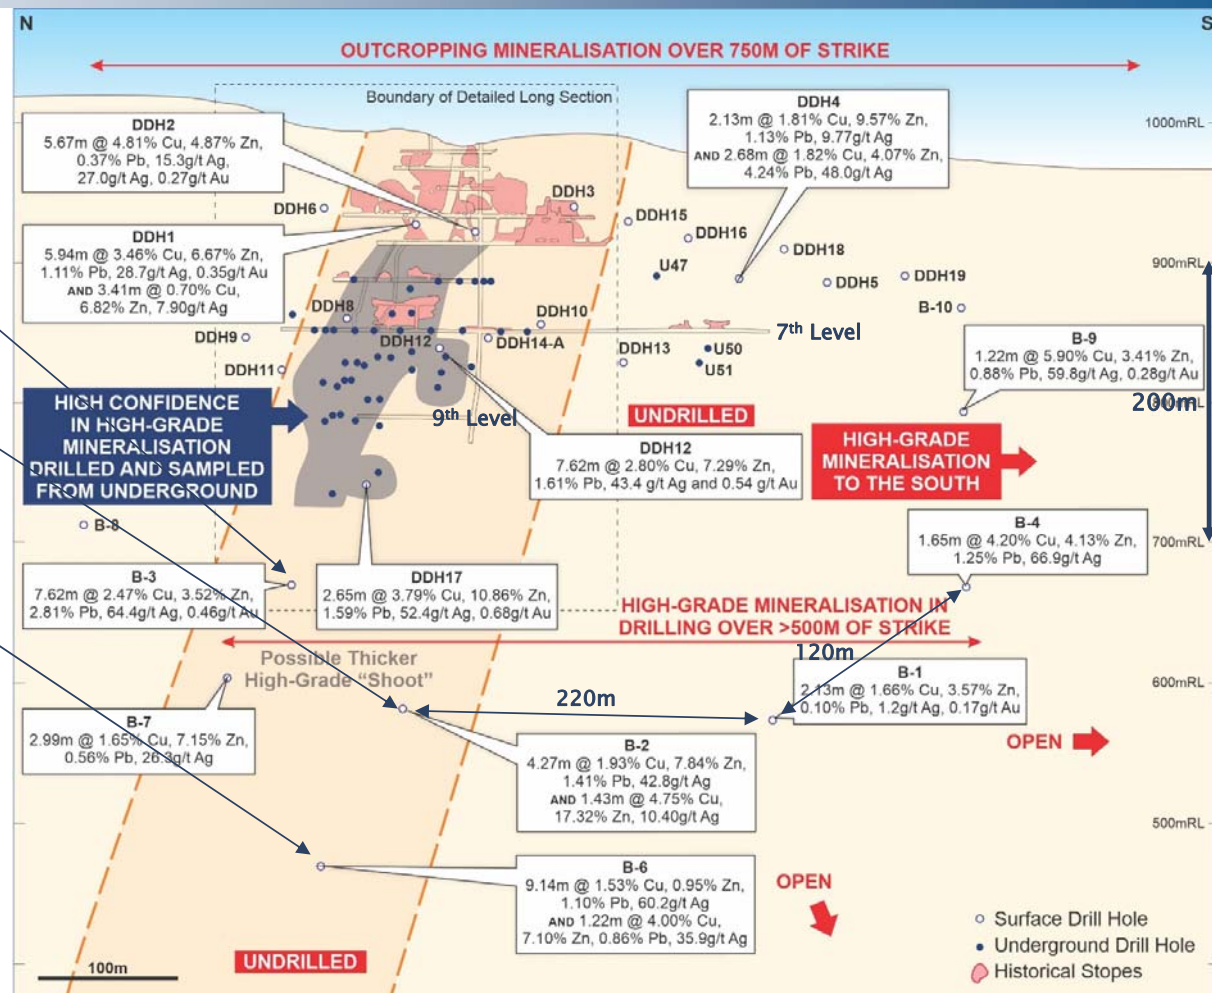 N
S
OUTCROPPING MINERALISATION OVER 750M OF STRIKE
Boundary of Detailed Long Section
1000mRL
DDH2
5.67m @ 4.81% Cu, 4.87% Zn,
0.37% Pb, 15.3g/t Ag,
27.0g/t Ag, 0.27g/t Au
DDH4
2.13m @ 1.81% Cu, 9.57% Zn,
1.13% Pb, 9.77g/t Ag
AND 2.68m @ 1.82% Cu, 4.07% Zn,
4.24% Pb, 48.0g/t Ag
DDH6
DDH3
DDH15
DDH16
DDH18
DDH1
5.94m @ 3.46% Cu, 6.67% Zn,
1.11% Pb, 28.7g/t Ag, 0.35g/t Au
AND 3.41m @ 0.70% Cu,
6.82% Zn, 7.90g/t Ag
U47
DDH5
DDH19
900mRL
B-10
DDH8
DDH10
DDH9
DDH12
DDH14-A
7th Level
DDH13
U50
U51
DDH11
B-9
1.22m @ 5.90% Cu, 3.41% Zn,
0.88% Pb, 59.8g/t Ag, 0.28g/t Au
200m
HIGH CONFIDENCE
IN HIGH-GRADE
MINERALISATION
DRILLED AND SAMPLED
FROM UNDERGROUND
9th Level
UNDRILLED
DDH12
7.62m @ 2.80% Cu, 7.29% Zn,
1.61% Pb, 43.4 g/t Ag and 0.54 g/t Au
HIGH-GRADE
MINERALISATION
TO THE SOUTH
B-8
B-4
1.65m @ 4.20% Cu, 4.13% Zn,
1.25% Pb, 66.9g/t Ag
700mRL
B-3
7.62m @ 2.47% Cu, 3.52% Zn,
2.81% Pb, 64.4g/t Ag, 0.46g/t Au
DDH17
2.65m @ 3.79% Cu, 10.86% Zn,
1.59% Pb, 52.4g/t Ag, 0.68g/t Au
HIGH-GRADE MINERALISATION IN
DRILLING OVER >500M OF STRIKE
Possible Thicker
High-Grade “Shoot”
120m
B-1
2.13m @ 1.66% Cu, 3.57% Zn,
0.10% Pb, 1.2g/t Ag, 0.17g/t Au
600mRL
220m
B-7
2.99m @ 1.65% Cu, 7.15% Zn,
0.56% Pb, 26.3g/t Ag
OPEN
B-2
4.27m @ 1.93% Cu, 7.84% Zn,
1.41% Pb, 42.8g/t Ag
AND 1.43m @ 4.75% Cu,
17.32% Zn, 10.40g/t Ag
500mRL
B-6
9.14m @ 1.53% Cu, 0.95% Zn,
1.10% Pb, 60.2g/t Ag
AND 1.22m @ 4.00% Cu,
7.10% Zn, 0.86% Pb, 35.9g/t Ag
OPEN
Surface Drill Hole
Underground Drill Hole
Historical Stopes
100m
UNDRILLED